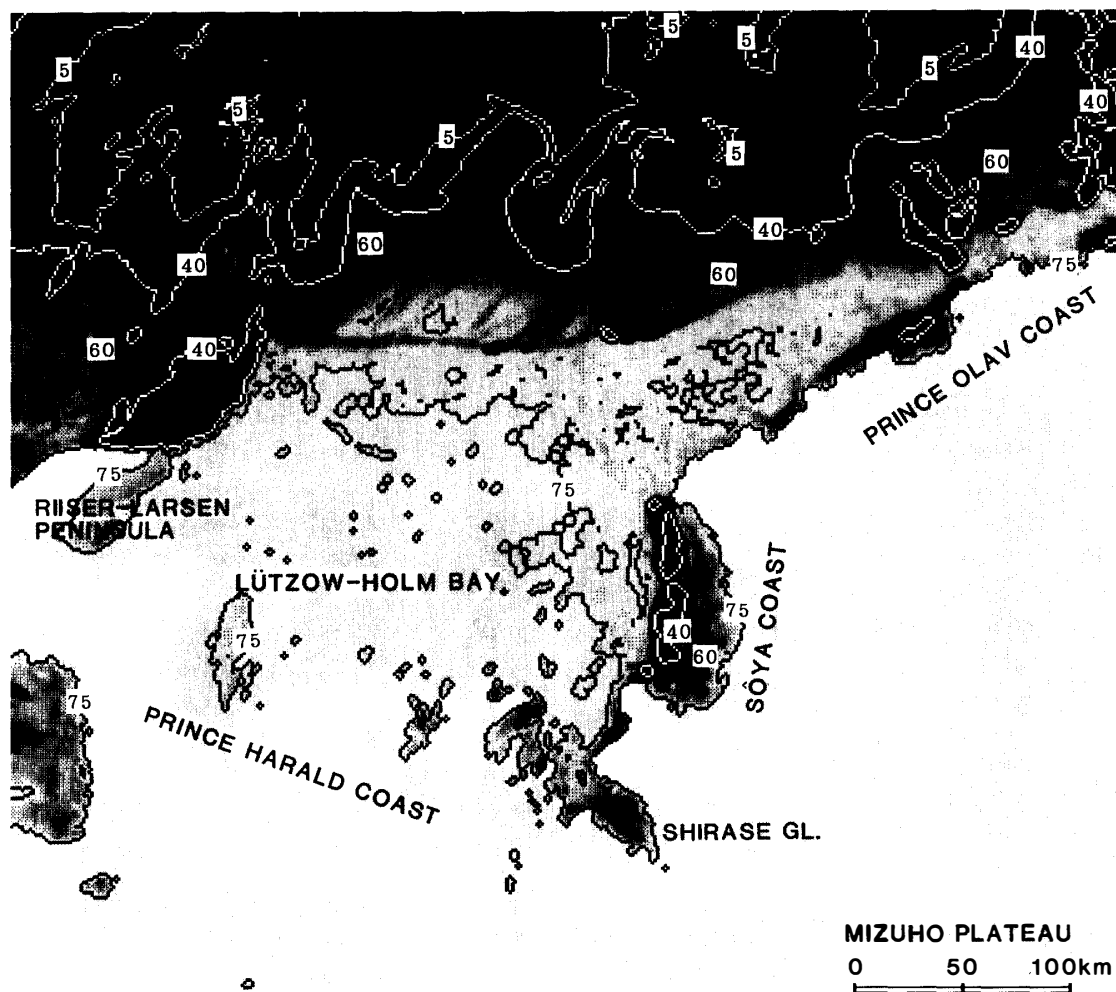 5
5
40
5
5
40
5
5
5
60
40
60
40
60
75
60
40
PRINCE OLAV COAST
75
RIISER-LARSEN
PENINSULA
75
LÜTZOW-HOLM BAY
75
75
40
60
SÔYA COAST
75
PRINCE HARALD COAST
SHIRASE GL.
MIZUHO PLATEAU
0 50 100km